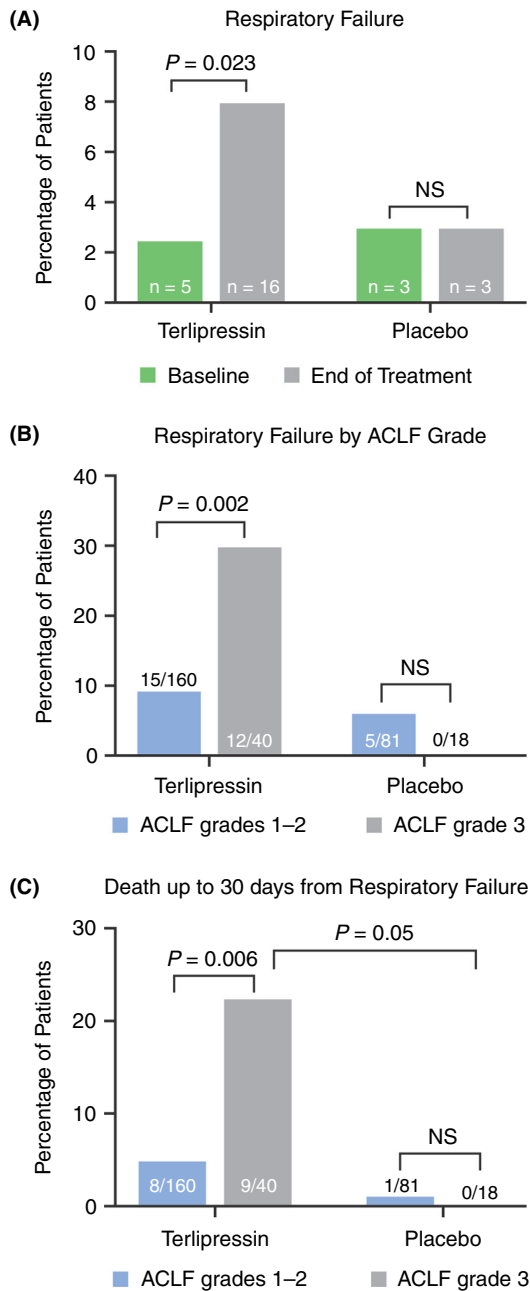 (A) Respiratory Failure
Percentage of Patients
10
8
6
4
2
0
P = 0.023
NS
n = 5
n = 16
n = 3
n = 3
Terlipressin
Placebo
Baseline
End of Treatment
(B) Respiratory Failure by ACLF Grade
Percentage of Patients
40
30
20
10
0
P = 0.002
NS
15/160
12/40
5/81
0/18
Terlipressin
Placebo
ACLF grades 1–2
ACLF grade 3
(C) Death up to 30 days from Respiratory Failure
Percentage of Patients
30
20
10
0
P = 0.05
P = 0.006
NS
8/160
9/40
1/81
0/18
Terlipressin
Placebo
ACLF grades 1–2
ACLF grade 3